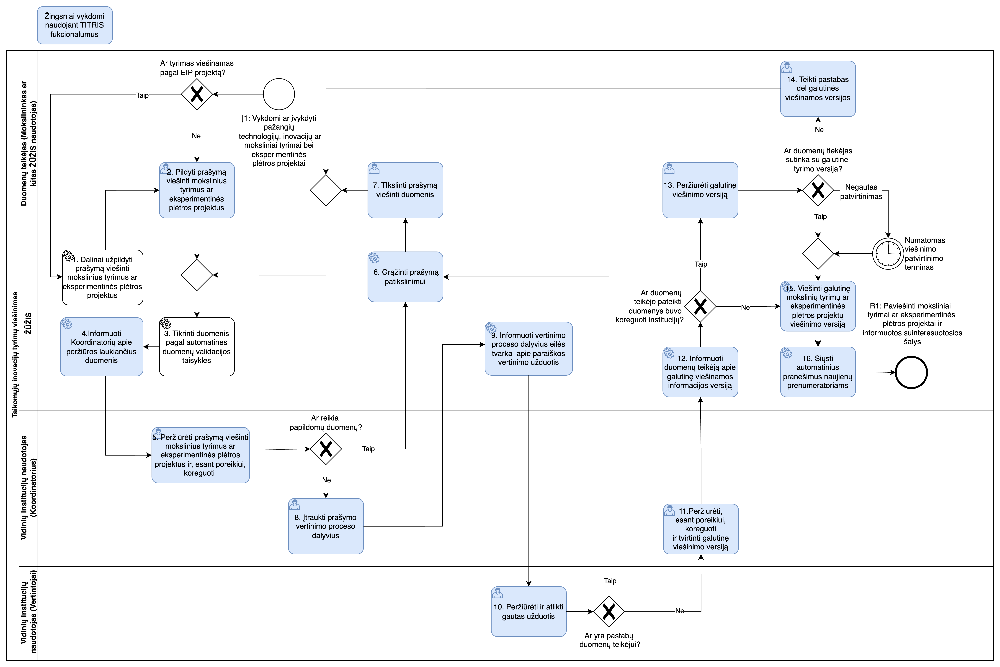 Žingsniai vykdomi
naudojant TITRIS
fukcionalumus
Taikomųjų inovacijų tyrimų viešinimas
Duomenų teikėjas (Mokslininkas ar
kitas ŽŪŽIS naudotojas)
Ar tyrimas viešinamas
pagal EIP projektą?
Taip
Ne
Į1: Vykdomi ar įvykdyti
pažangių
technologijų, inovacijų ar
moksliniai tyrimai bei
eksperimentinės
plėtros projektai
2. Pildyti prašymą
viešinti mokslinius
tyrimus ar
eksperimentinės
plėtros projektus
7. TIkslinti prašymą
viešinti duomenis
13. Peržiūrėti galutinę
viešinimo versiją
14. Teikti pastabas
dėl galutinės
viešinamos versijos
Ne
Ar duomenų tiekėjas
sutinka su galutine
tyrimo versija?
Negautas
patvirtinimas
Taip
ŽŪŽIS
1. Dalinai užpildyti
prašymą viešinti
mokslinius tyrimus ar
eksperimentinės plėtros
projektus
4.Informuoti
Koordinatorių apie
peržiūros laukiančius
duomenis
3. Tikrinti duomenis
pagal automatines
duomenų validacijos
taisykles
6. Grąžinti prašymą
patikslinimui
9. Informuoti vertinimo
proceso dalyvius eilės
tvarka apie paraiškos
vertinimo užduotis
Taip
Ar duomenų
teikėjo pateikti
duomenys buvo
koreguoti institucijų?
Ne
12. Informuoti
duomenų teikėją apie
galutinę viešinamos
informacijos versiją
Numatomas
viešinimo
patvirtinimo
terminas
15. Viešinti galutinę
mokslinių tyrimų ar
eksperimentinės
plėtros projektų
viešinimo versiją
R1: Paviešinti moksliniai
tyrimai ar eksperimentinės
plėtros projektai ir
informuotos suinteresuotosios
šalys
16. Siųsti
automatinius
pranešimus naujienų
prenumeratoriams
Vidinių institucijų naudotojas
(Koordinatorius)
5. Peržiūrėti prašymą viešinti
mokslinius tyrimus ar
eksperimentinės plėtros
projektus ir, esant poreikiui,
koreguoti
Ar reikia
papildomų duomenų?
Taip
Ne
8. Įtraukti prašymo
vertinimo proceso
dalyvius
11.Peržiūrėti,
esant poreikiui,
koreguoti
ir tvirtinti galutinę
viešinimo versiją
Vidinių institucijų
naudotojas (Vertintojai)
10. Peržiūrėti ir atlikti
gautas užduotis
Taip
Ne
Ar yra pastabų
duomenų teikėjui?